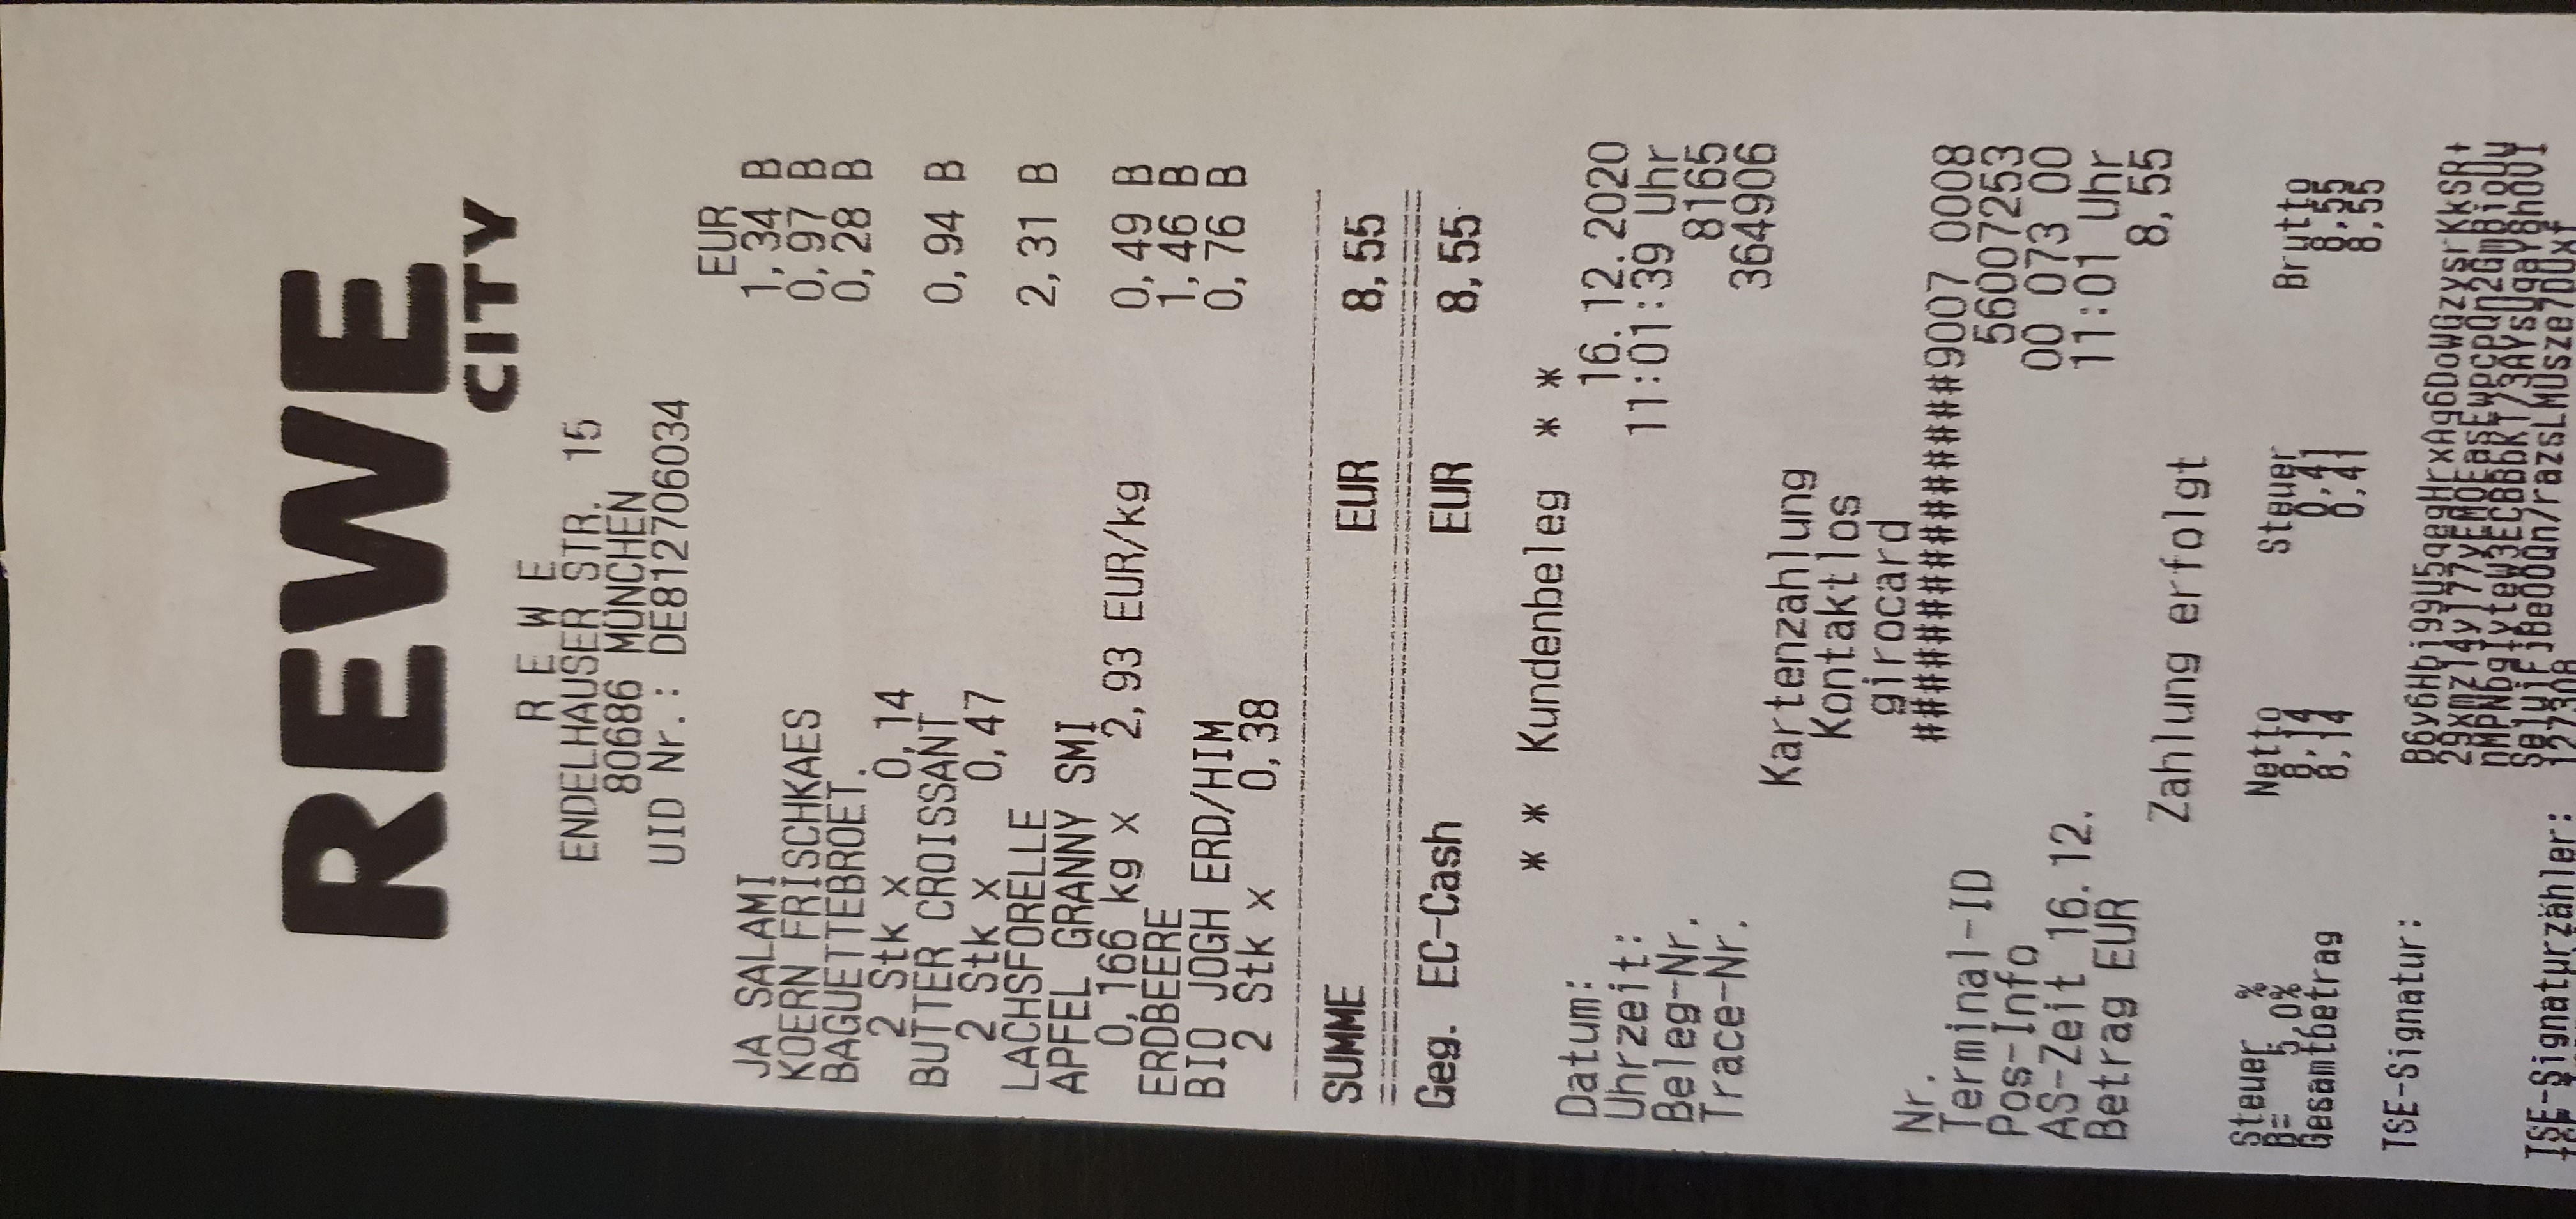 REWE
CITY
R E W E
ENDELHAUSER STR. 15
80686 MÜNCHEN
UID Nr.: DE812706034
EUR
JA SALAMI 1,34 B
KOERN FRISCHKAES 0,97 B
BAGUETTEBROET. 0,28 B
2 Stk x 0,14
BUTTER CROISSANT 0,94 B
2 Stk x 0,47
LACHSFORELLE 2,31 B
APFEL GRANNY SMI
0,166 kg x 2,93 EUR/kg 0,49 B
ERDBEERE 1,46 B
BIO JOGH ERD/HIM 0,76 B
2 Stk x 0,38
SUMME EUR 8,55
Geg. EC-Cash EUR 8,55
* * Kundenbeleg * *
Datum: 16.12.2020
Uhrzeit: 11:01:39 Uhr
Beleg-Nr. 8165
Trace-Nr. 364906
Kartenzahlung
Kontaktlos
girocard
Nr. ###############9007 0008
Terminal-ID 56007253
Pos-Info 00 073 00
AS-Zeit 16.12. 11:01 Uhr
Betrag EUR 8,55
Zahlung erfolgt
Steuer % Netto Steuer Brutto
B= 5,0% 8,14 0,41 8,55
Gesamtbetrag 8,14 0,41 8,55
TSE-Signatur:
TSE-Signaturzähler: 127308